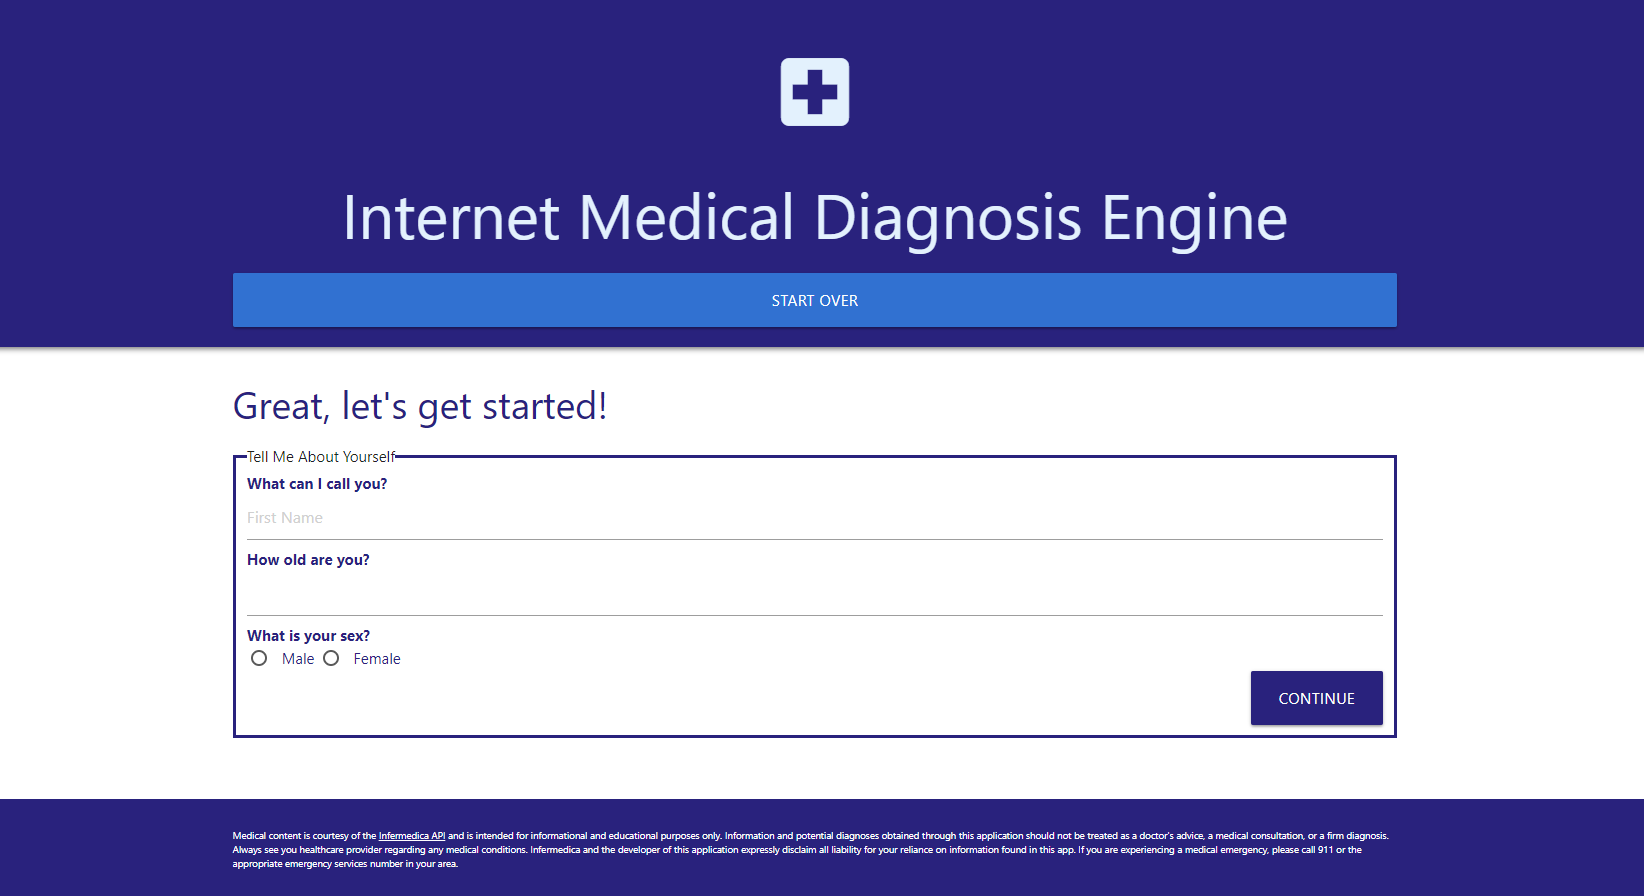 Internet Medical Diagnosis Engine
START OVER
Great, let's get started!
Tell Me About Yourself
What can I call you?
First Name
How old are you?
What is your sex?
Male Female
CONTINUE
Medical content is courtesy of the Infermedica API and is intended for informational and educational purposes only. Information and potential diagnoses obtained through this application should not be treated as a doctor's advice, a medical consultation, or a firm diagnosis.
Always see you healthcare provider regarding any medical conditions. Infermedica and the developer of this application expressly disclaim all liability for your reliance on information found in this app. If you are experiencing a medical emergency, please call 911 or the
appropriate emergency services number in your area.